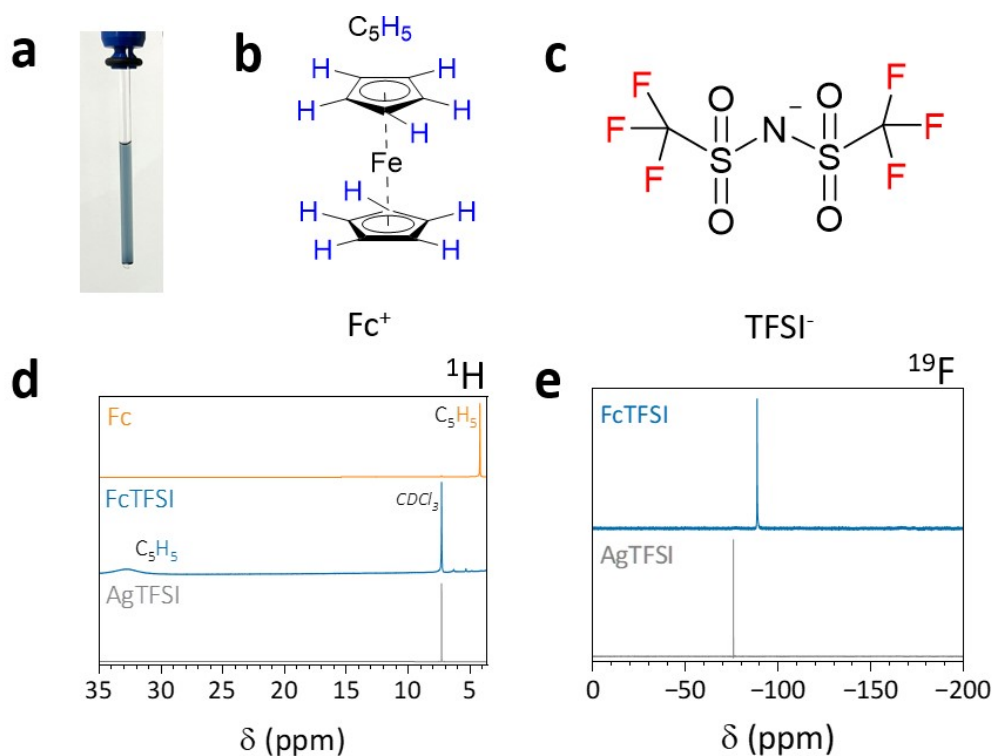 a
b
C₅H₅
H H
H H
H
Fe
H
H H
H H
Fc⁺
c
F O O F
F S N⁻ S F
F O O F
TFSI⁻
d
¹H
Fc
C₅H₅
FcTFSI
CDCl₃
C₅H₅
AgTFSI
35 30 25 20 15 10 5
δ (ppm)
e
¹⁹F
FcTFSI
AgTFSI
0 −50 −100 −150 −200
δ (ppm)